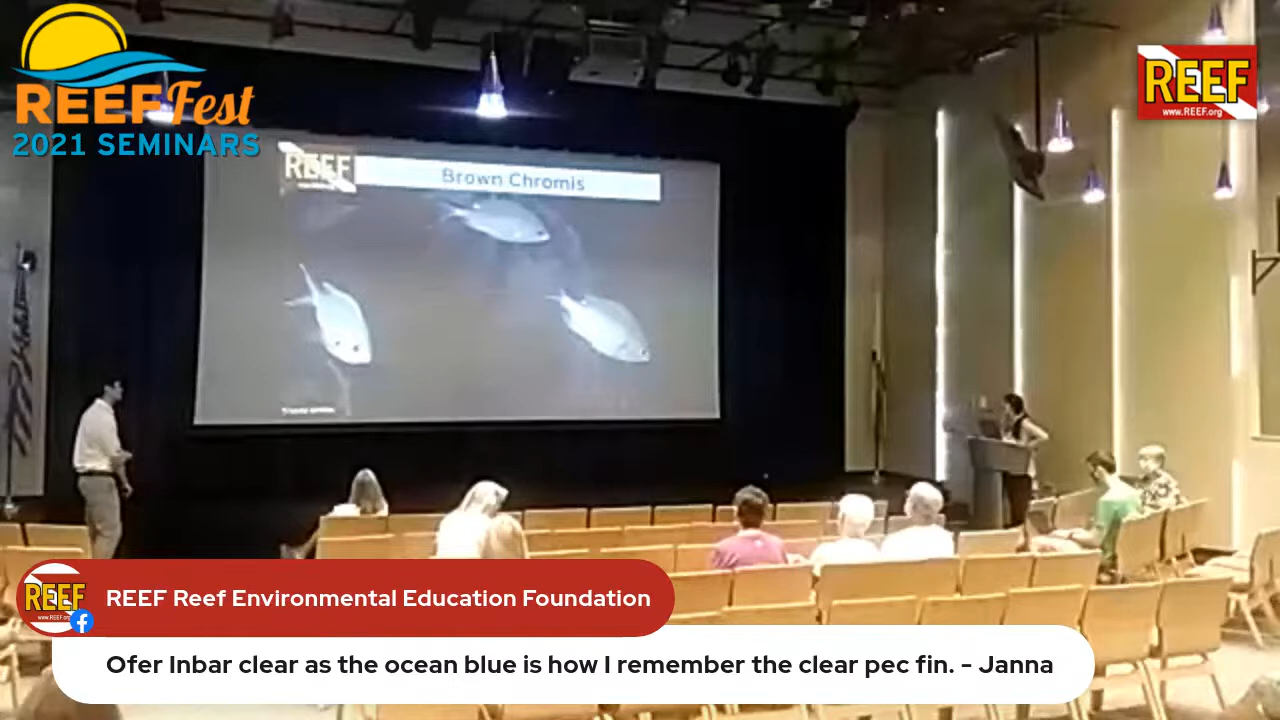 REEF Fest
2021 SEMINARS
REEF
www.REEF.org
REEF
Brown Chromis
REEF
www.REEF.org
REEF Reef Environmental Education Foundation
Ofer Inbar clear as the ocean blue is how I remember the clear pec fin. - Janna